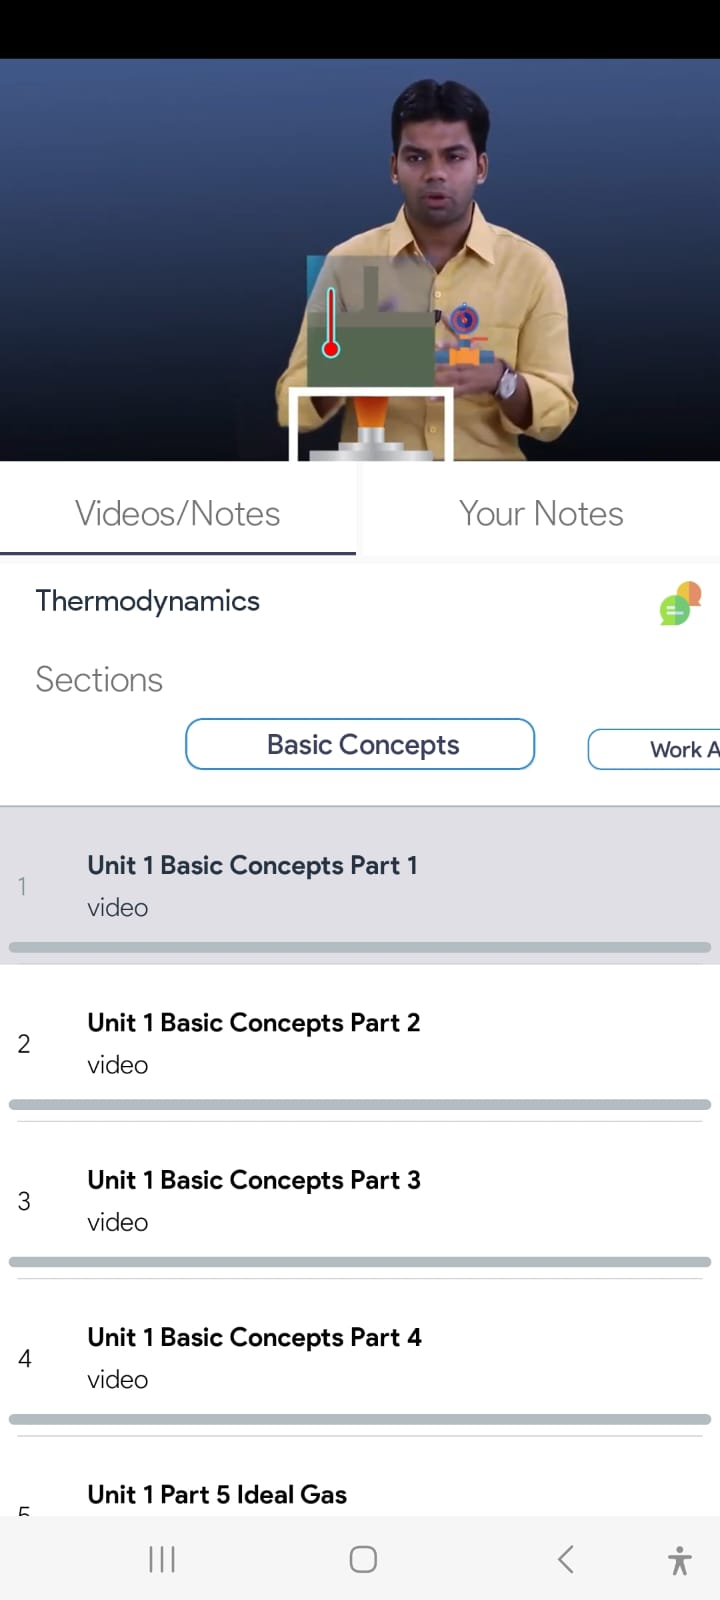 Videos/Notes
Your Notes
Thermodynamics
Sections
Basic Concepts
Work A
1
Unit 1 Basic Concepts Part 1
video
2
Unit 1 Basic Concepts Part 2
video
3
Unit 1 Basic Concepts Part 3
video
4
Unit 1 Basic Concepts Part 4
video
5
Unit 1 Part 5 Ideal Gas